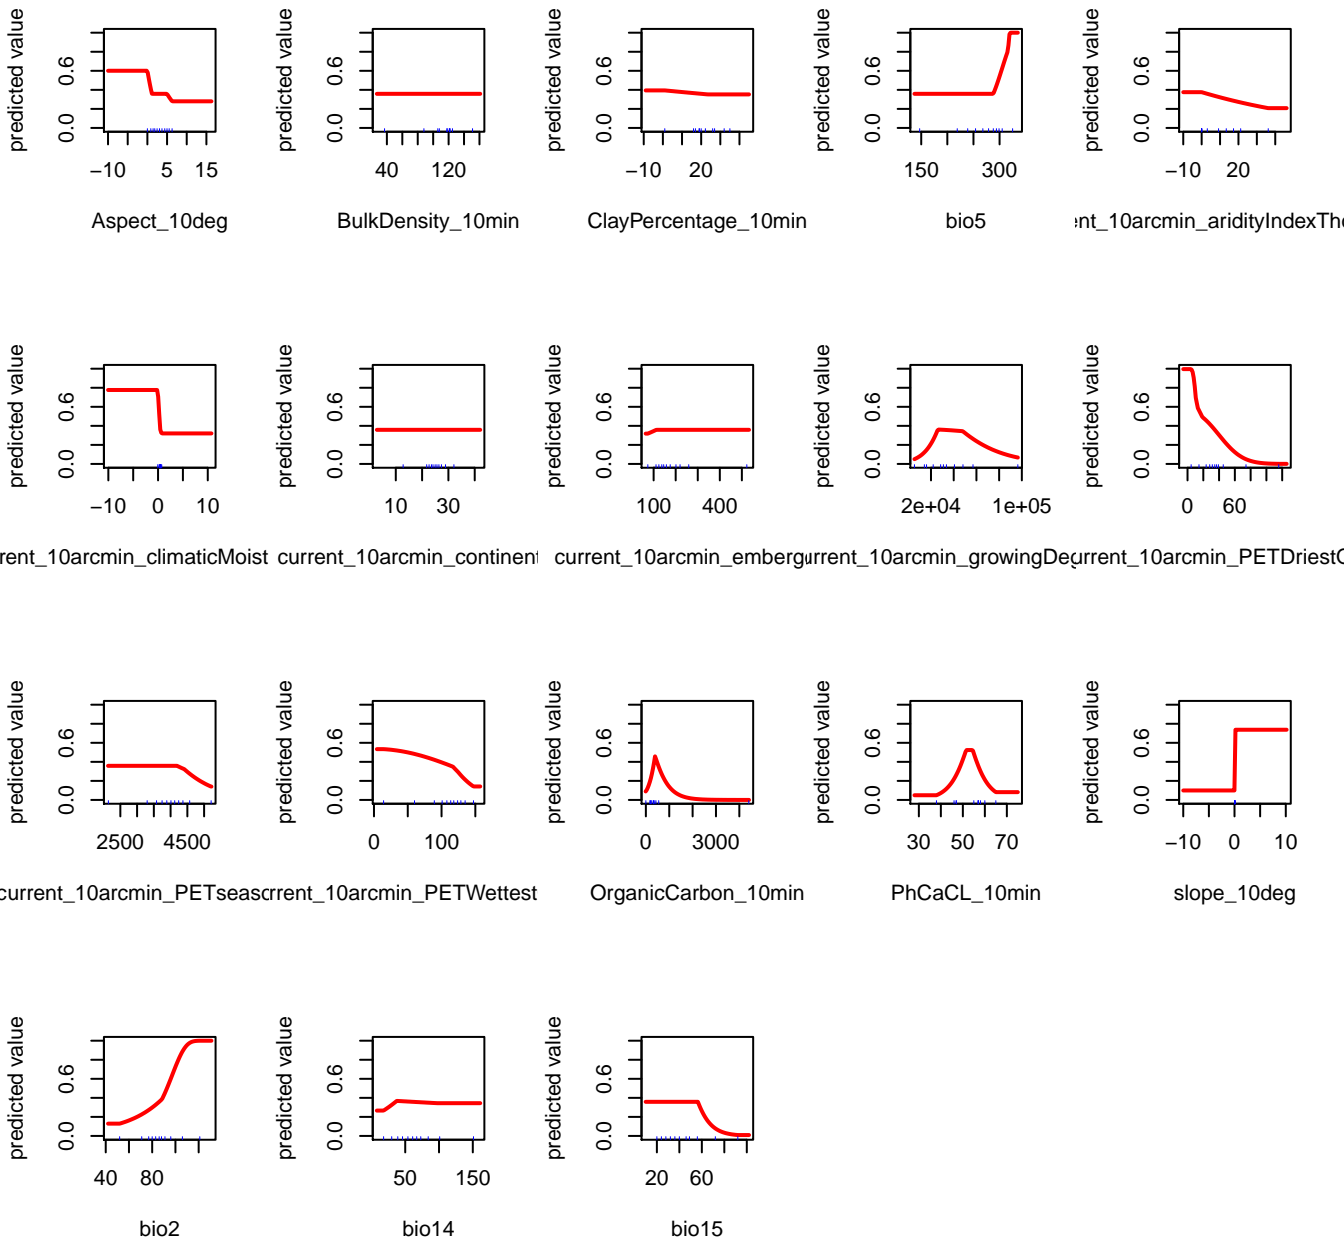 predicted value predicted value predicted value predicted value predicted value
0.0 0.6 0.0 0.6 0.0 0.6 0.0 0.6 0.0 0.6
−10 5 15 40 120 −10 20 150 300 −10 20
Aspect_10deg BulkDensity_10min ClayPercentage_10min bio5 ent_10arcmin_aridityIndexTho
predicted value predicted value predicted value predicted value predicted value
0.0 0.6 0.0 0.6 0.0 0.6 0.0 0.6 0.0 0.6
−10 0 10 10 30 100 400 2e+04 1e+05 0 60
rent_10arcmin_climaticMoist current_10arcmin_continent current_10arcmin_emberg urrent_10arcmin_growingDeg urrent_10arcmin_PETDriestQ
predicted value predicted value predicted value predicted value predicted value
0.0 0.6 0.0 0.6 0.0 0.6 0.0 0.6 0.0 0.6
2500 4500 0 100 0 3000 30 50 70 −10 0 10
current_10arcmin_PETseaso rrent_10arcmin_PETWettest OrganicCarbon_10min PhCaCL_10min slope_10deg
predicted value predicted value predicted value
0.0 0.6 0.0 0.6 0.0 0.6
40 80 50 150 20 60
bio2 bio14 bio15